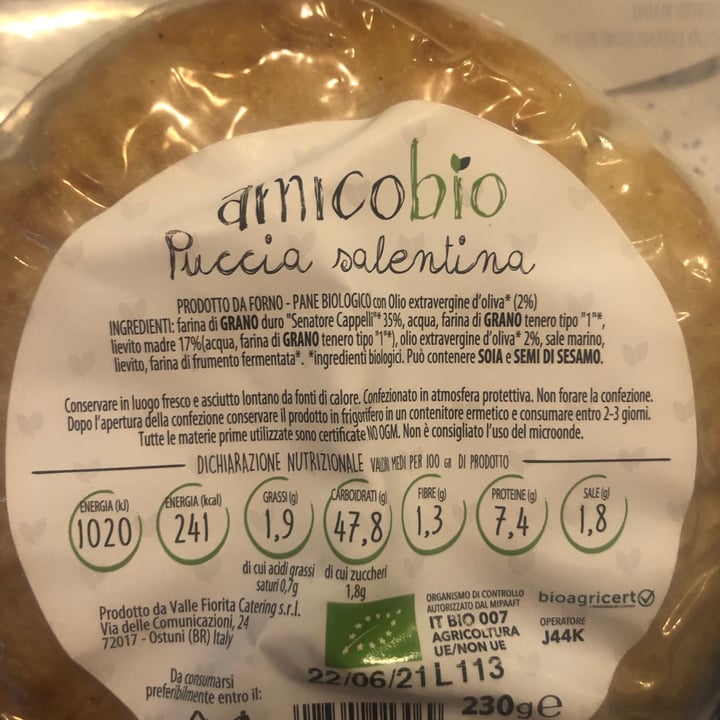 amicobio
Puccia salentina
PRODOTTO DA FORNO - PANE BIOLOGICO con Olio extravergine d'oliva* (2%)
INGREDIENTI: farina di GRANO duro "Senatore Cappelli"* 35%, acqua, farina di GRANO tenero tipo "1"*,
lievito madre 17%(acqua, farina di GRANO tenero tipo "1"*), olio extravergine d'oliva* 2%, sale marino,
lievito, farina di frumento fermentata*. *ingredienti biologici. Può contenere SOIA e SEMI DI SESAMO.
Conservare in luogo fresco e asciutto lontano da fonti di calore. Confezionato in atmosfera protettiva. Non forare la confezione.
Dopo l'apertura della confezione conservare il prodotto in frigorifero in un contenitore ermetico e consumare entro 2-3 giorni.
Tutte le materie prime utilizzate sono certificate NO OGM. Non è consigliato l'uso del microonde.
DICHIARAZIONE NUTRIZIONALE VALORI MEDI PER 100 GR DI PRODOTTO
ENERGIA (kJ) ENERGIA (kcal) GRASSI (g) CARBOIDRATI (g) FIBRE (g) PROTEINE (g) SALE (g)
1020 241 1,9 47,8 1,3 7,4 1,8
di cui acidi grassi di cui zuccheri
saturi 0,7g 1,8g
Prodotto da Valle Fiorita Catering s.r.l.
Via delle Comunicazioni, 24
72017 - Ostuni (BR) Italy
ORGANISMO DI CONTROLLO
AUTORIZZATO DAL MIPAAFT
IT BIO 007
AGRICOLTURA
UE/NON UE
bioagricert
OPERATORE
J44K
Da consumarsi
preferibilmente entro il:
22/06/21 L 113
230g e